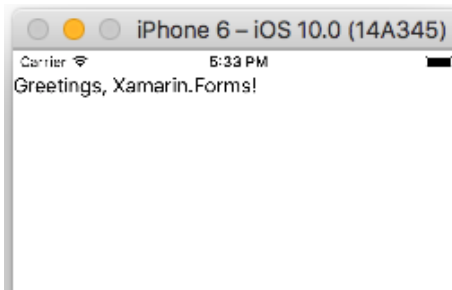 iPhone 6 – iOS 10.0 (14A345)
Carrier 5:33 PM
Greetings, Xamarin.Forms!